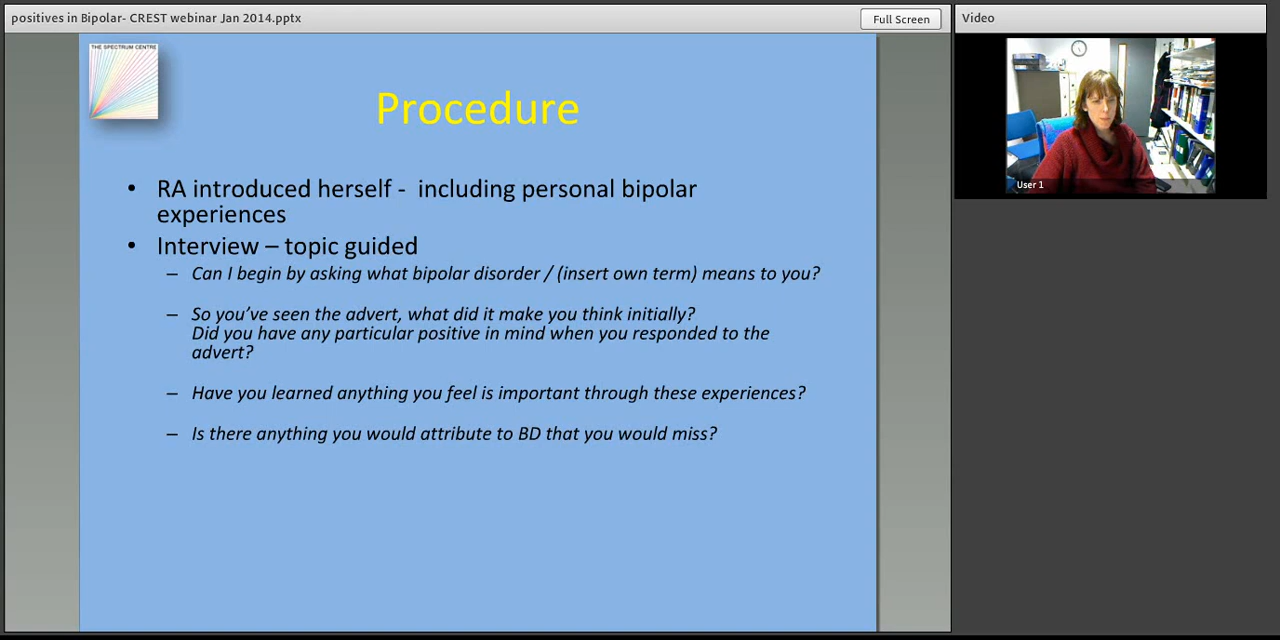 positives in Bipolar- CREST webinar Jan 2014.pptx
Full Screen
Video
THE SPECTRUM CENTRE
Procedure
• RA introduced herself - including personal bipolar
experiences
• Interview – topic guided
– Can I begin by asking what bipolar disorder / (insert own term) means to you?
– So you've seen the advert, what did it make you think initially?
Did you have any particular positive in mind when you responded to the
advert?
– Have you learned anything you feel is important through these experiences?
– Is there anything you would attribute to BD that you would miss?
User 1